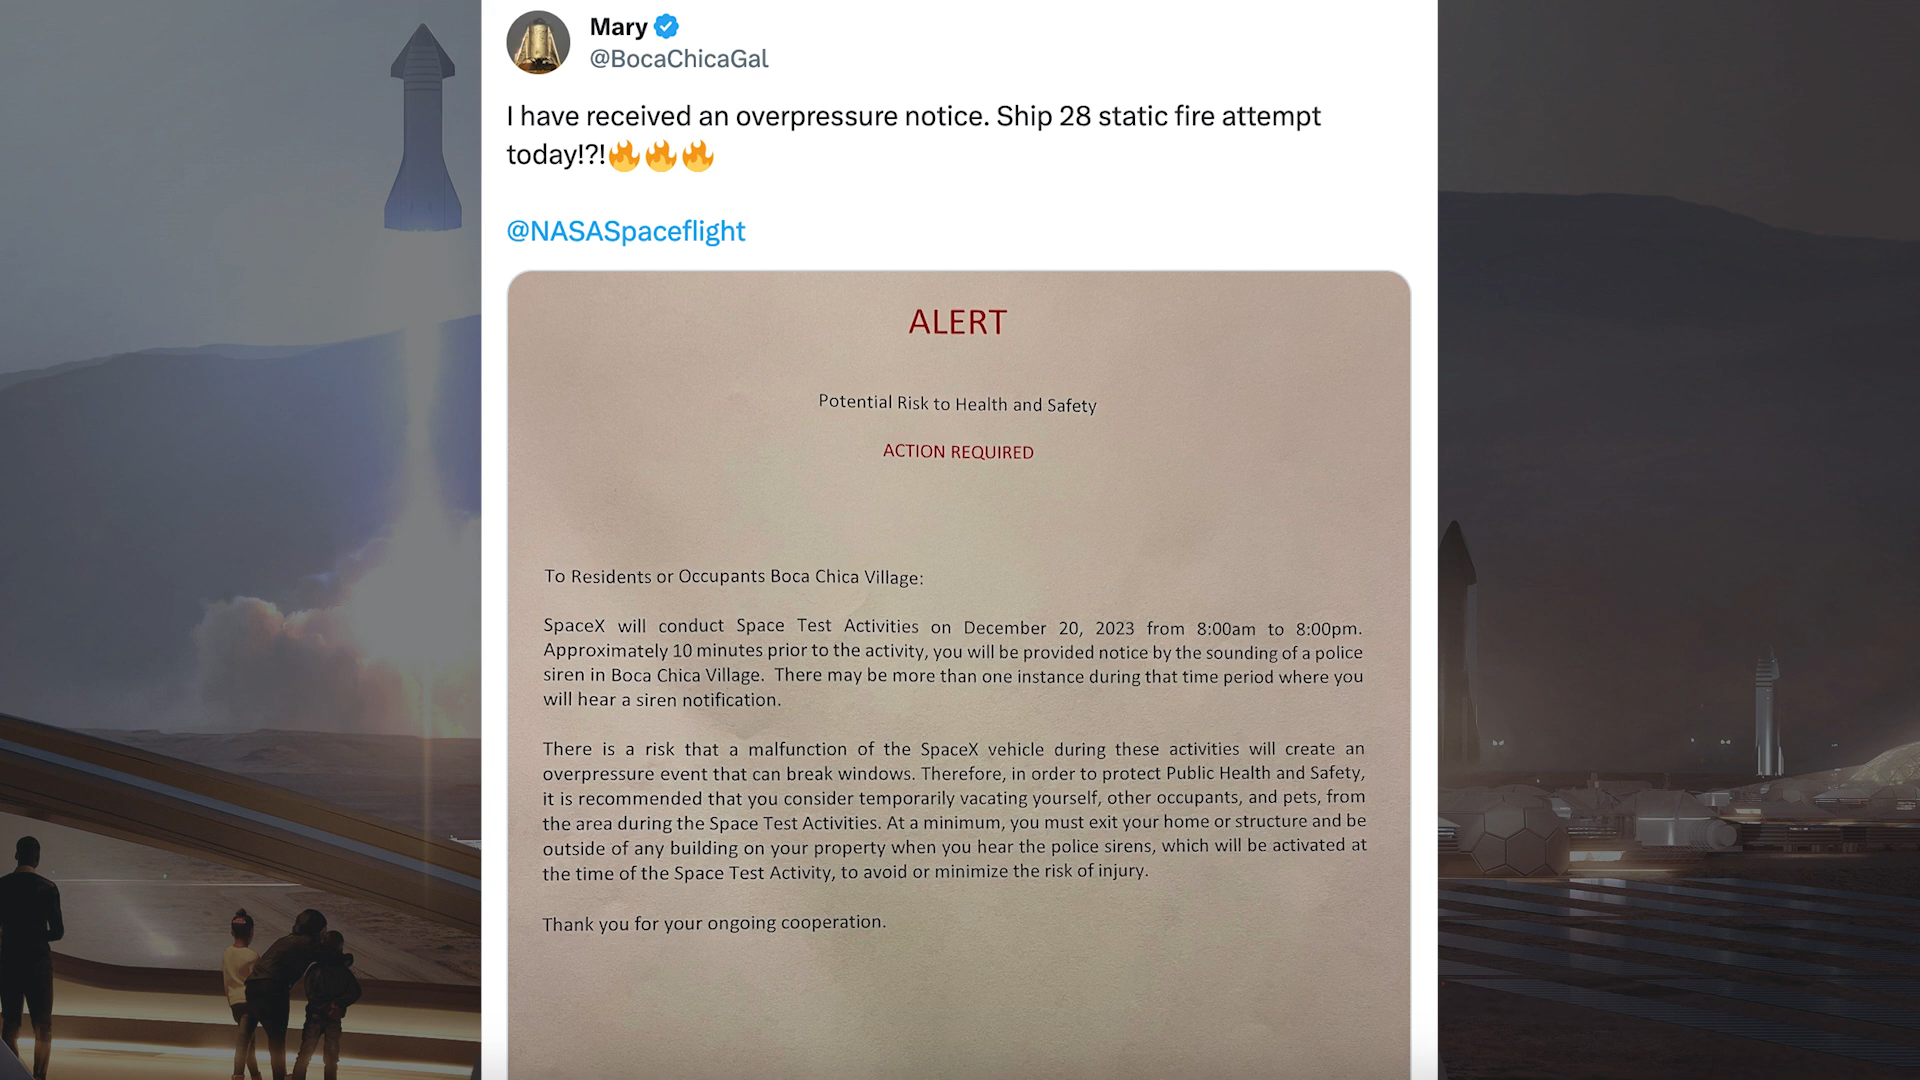 Mary
@BocaChicaGal
I have received an overpressure notice. Ship 28 static fire attempt
today!?!🔥🔥🔥
@NASASpaceflight
ALERT
Potential Risk to Health and Safety
ACTION REQUIRED
To Residents or Occupants Boca Chica Village:
SpaceX will conduct Space Test Activities on December 20, 2023 from 8:00am to 8:00pm.
Approximately 10 minutes prior to the activity, you will be provided notice by the sounding of a police
siren in Boca Chica Village. There may be more than one instance during that time period where you
will hear a siren notification.
There is a risk that a malfunction of the SpaceX vehicle during these activities will create an
overpressure event that can break windows. Therefore, in order to protect Public Health and Safety,
it is recommended that you consider temporarily vacating yourself, other occupants, and pets, from
the area during the Space Test Activities. At a minimum, you must exit your home or structure and be
outside of any building on your property when you hear the police sirens, which will be activated at
the time of the Space Test Activity, to avoid or minimize the risk of injury.
Thank you for your ongoing cooperation.